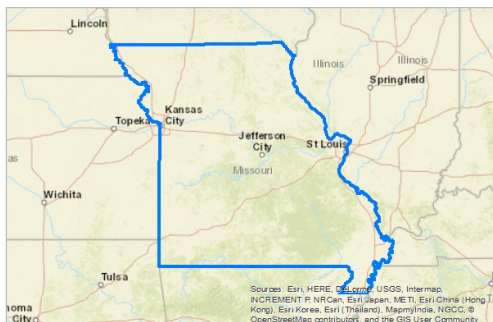 Lincoln
Illinois
Illinois
Springfield
Kansas
City
Topeka
Jefferson
City
St Louis
as
Missouri
Wichita
Tulsa
homa
City
Sources: Esri, HERE, DeLorme, USGS, Intermap,
INCREMENT P, NRCan, Esri Japan, METI, Esri China (Hong
Kong), Esri Korea, Esri (Thailand), MapmyIndia, NGCC, ©
OpenStreetMap contributors, and the GIS User Community